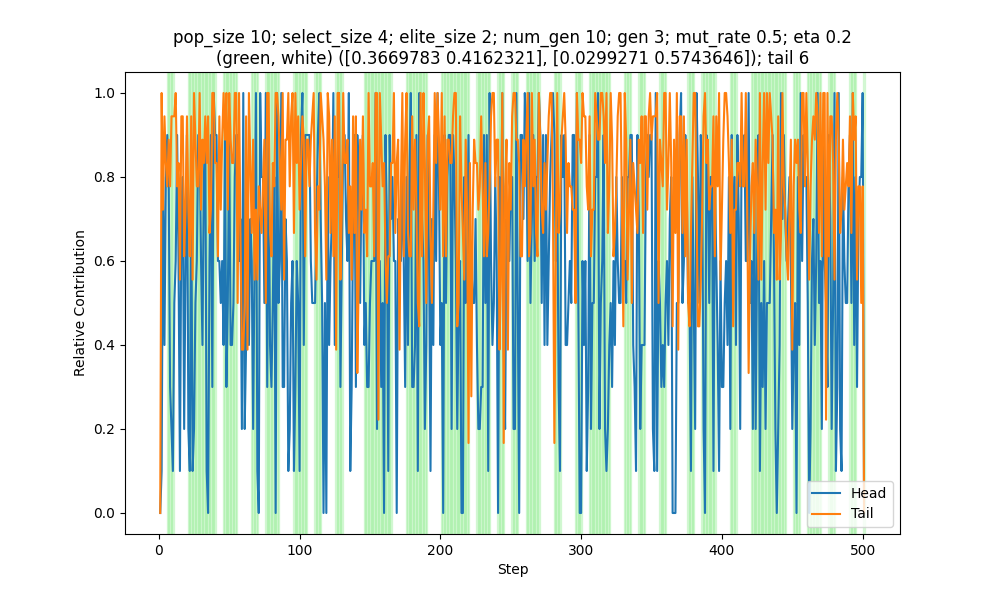 pop_size 10; select_size 4; elite_size 2; num_gen 10; gen 3; mut_rate 0.5; eta 0.2
(green, white) ([0.3669783 0.4162321], [0.0299271 0.5743646]); tail 6
1.0
0.8
0.6
0.4
0.2
0.0
Relative Contribution
0
100
200
300
400
500
Step
Head
Tail